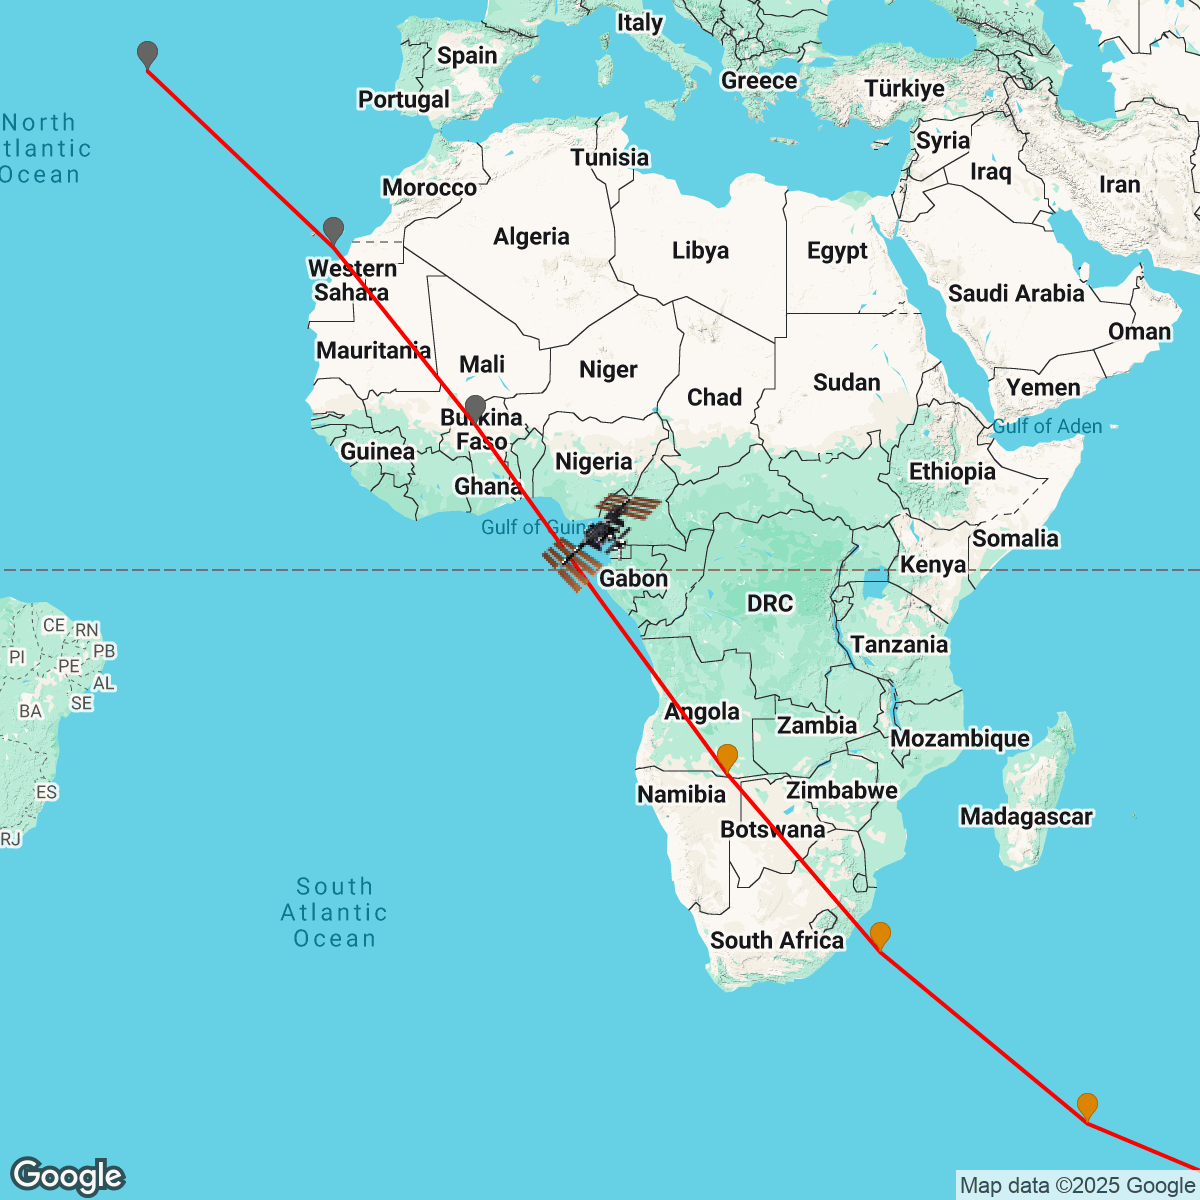 Italy
Spain
Greece
Türkiye
Portugal
North
tlantic
Ocean
Syria
Tunisia
Iraq
Iran
Morocco
Algeria
Libya
Egypt
Western
Sahara
Saudi Arabia
Oman
Mauritania
Mali
Niger
Chad
Sudan
Yemen
Burkina
Faso
Gulf of Aden
Guinea
Nigeria
Ethiopia
Ghana
Gulf of Guin
Somalia
Kenya
Gabon
DRC
CE
RN
PB
PI
PE
AL
SE
BA
Tanzania
Angola
Zambia
Mozambique
ES
Namibia
Zimbabwe
Madagascar
RJ
Botswana
South
Atlantic
Ocean
South Africa
Google
Map data ©2025 Google